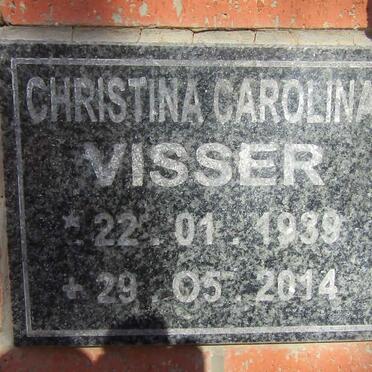 CHRISTINA CAROLINA
VISSER
* 22 . 01 . 1939
+ 29 . 05 . 2014